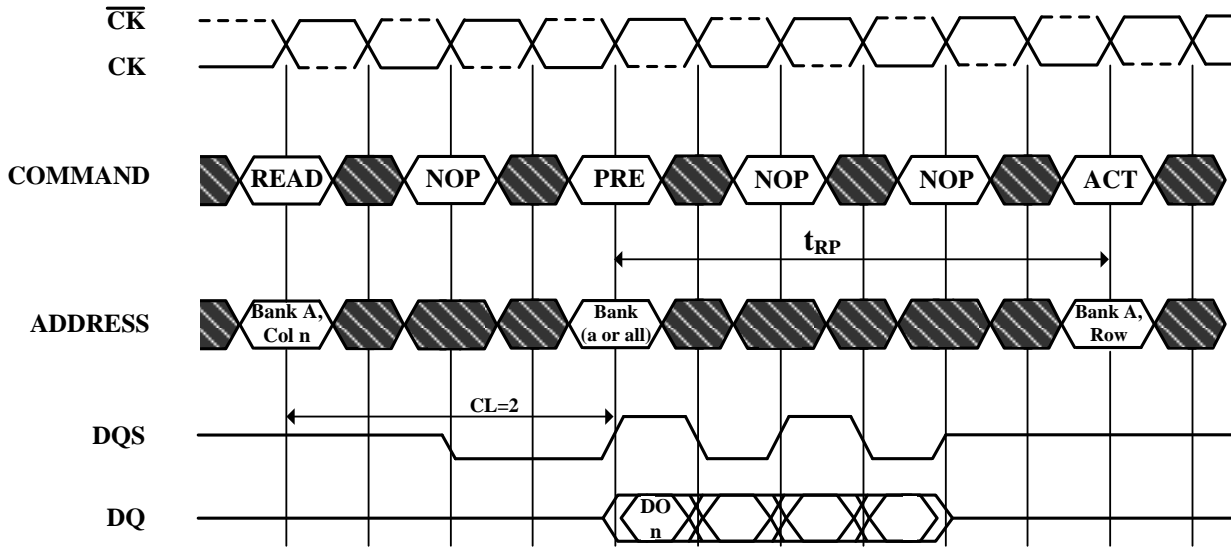 CK
CK
COMMAND
READ NOP PRE NOP NOP ACT
tRP
ADDRESS
Bank A, Col n
Bank (a or all)
Bank A, Row
CL=2
DQS
DQ
DO n